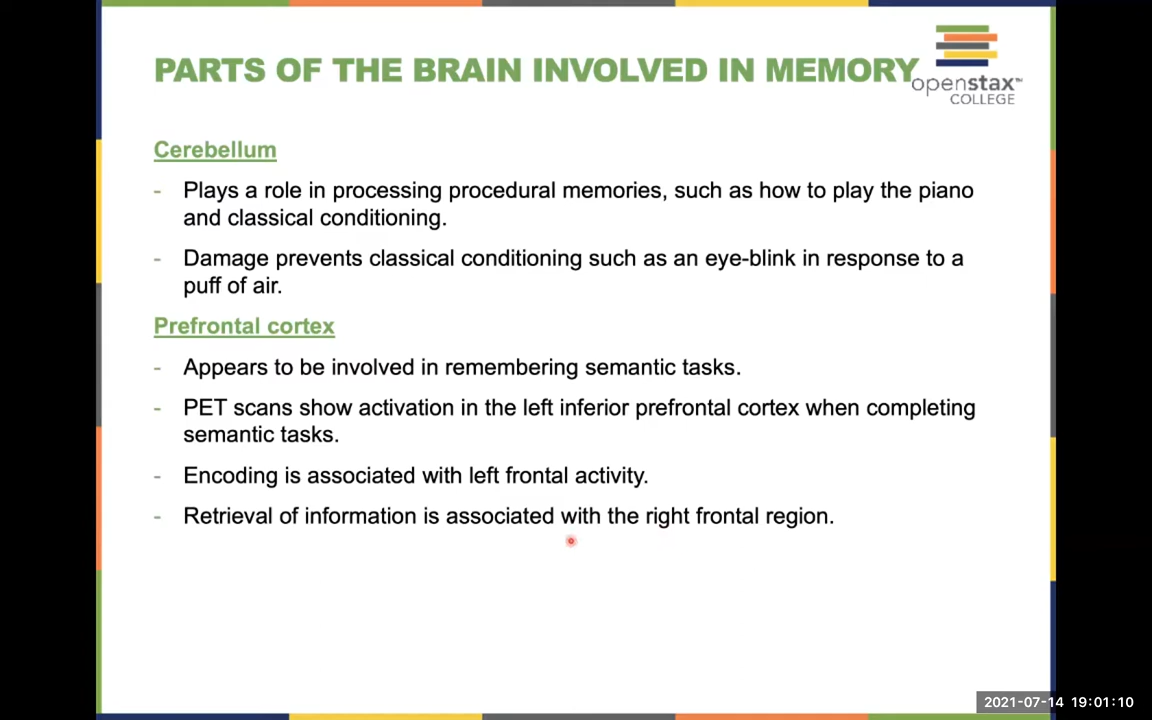 PARTS OF THE BRAIN INVOLVED IN MEMORY
openstax™
COLLEGE
Cerebellum
- Plays a role in processing procedural memories, such as how to play the piano
and classical conditioning.
- Damage prevents classical conditioning such as an eye-blink in response to a
puff of air.
Prefrontal cortex
- Appears to be involved in remembering semantic tasks.
- PET scans show activation in the left inferior prefrontal cortex when completing
semantic tasks.
- Encoding is associated with left frontal activity.
- Retrieval of information is associated with the right frontal region.
2021-07-14 19:01:10